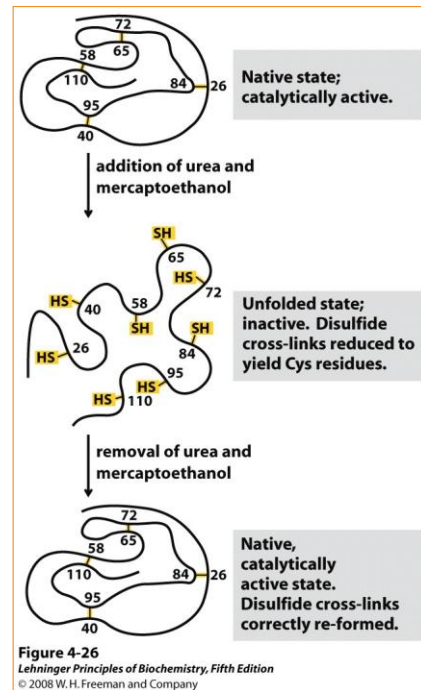 72
58
65
110
84
26
95
40
Native state;
catalytically active.
addition of urea and
mercaptoethanol
SH
65
HS
72
HS
40
58
SH
SH
84
HS
26
HS
95
HS
110
Unfolded state;
inactive. Disulfide
cross-links reduced to
yield Cys residues.
removal of urea and
mercaptoethanol
72
58
65
110
84
26
95
40
Native,
catalytically
active state.
Disulfide cross-links
correctly re-formed.
Figure 4-26
Lehninger Principles of Biochemistry, Fifth Edition
© 2008 W. H. Freeman and Company